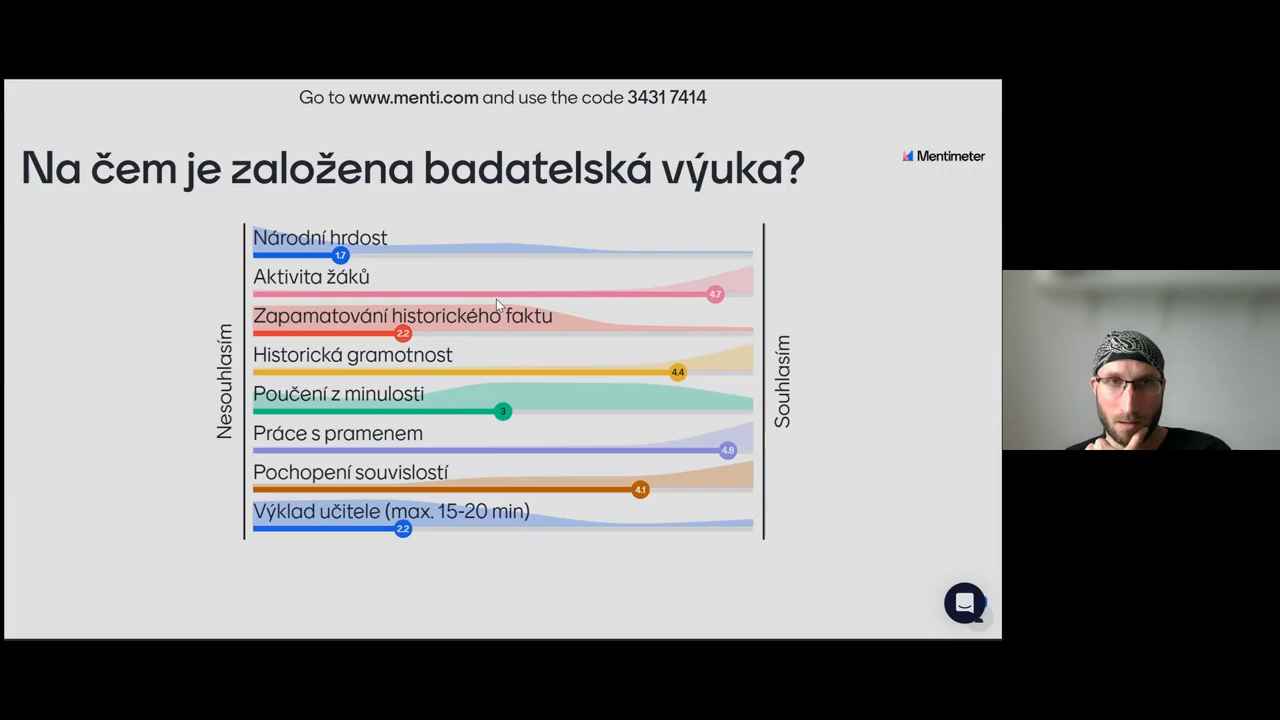 Go to www.menti.com and use the code 3431 7414
Na čem je založena badatelská výuka?
Mentimeter
Nesouhlasím
Národní hrdost
1.7
Aktivita žáků
4.7
Zapamatování historického faktu
2.2
Historická gramotnost
4.4
Poučení z minulosti
3
Práce s pramenem
4.8
Pochopení souvislostí
4.1
Výklad učitele (max. 15-20 min)
2.2
Souhlasím